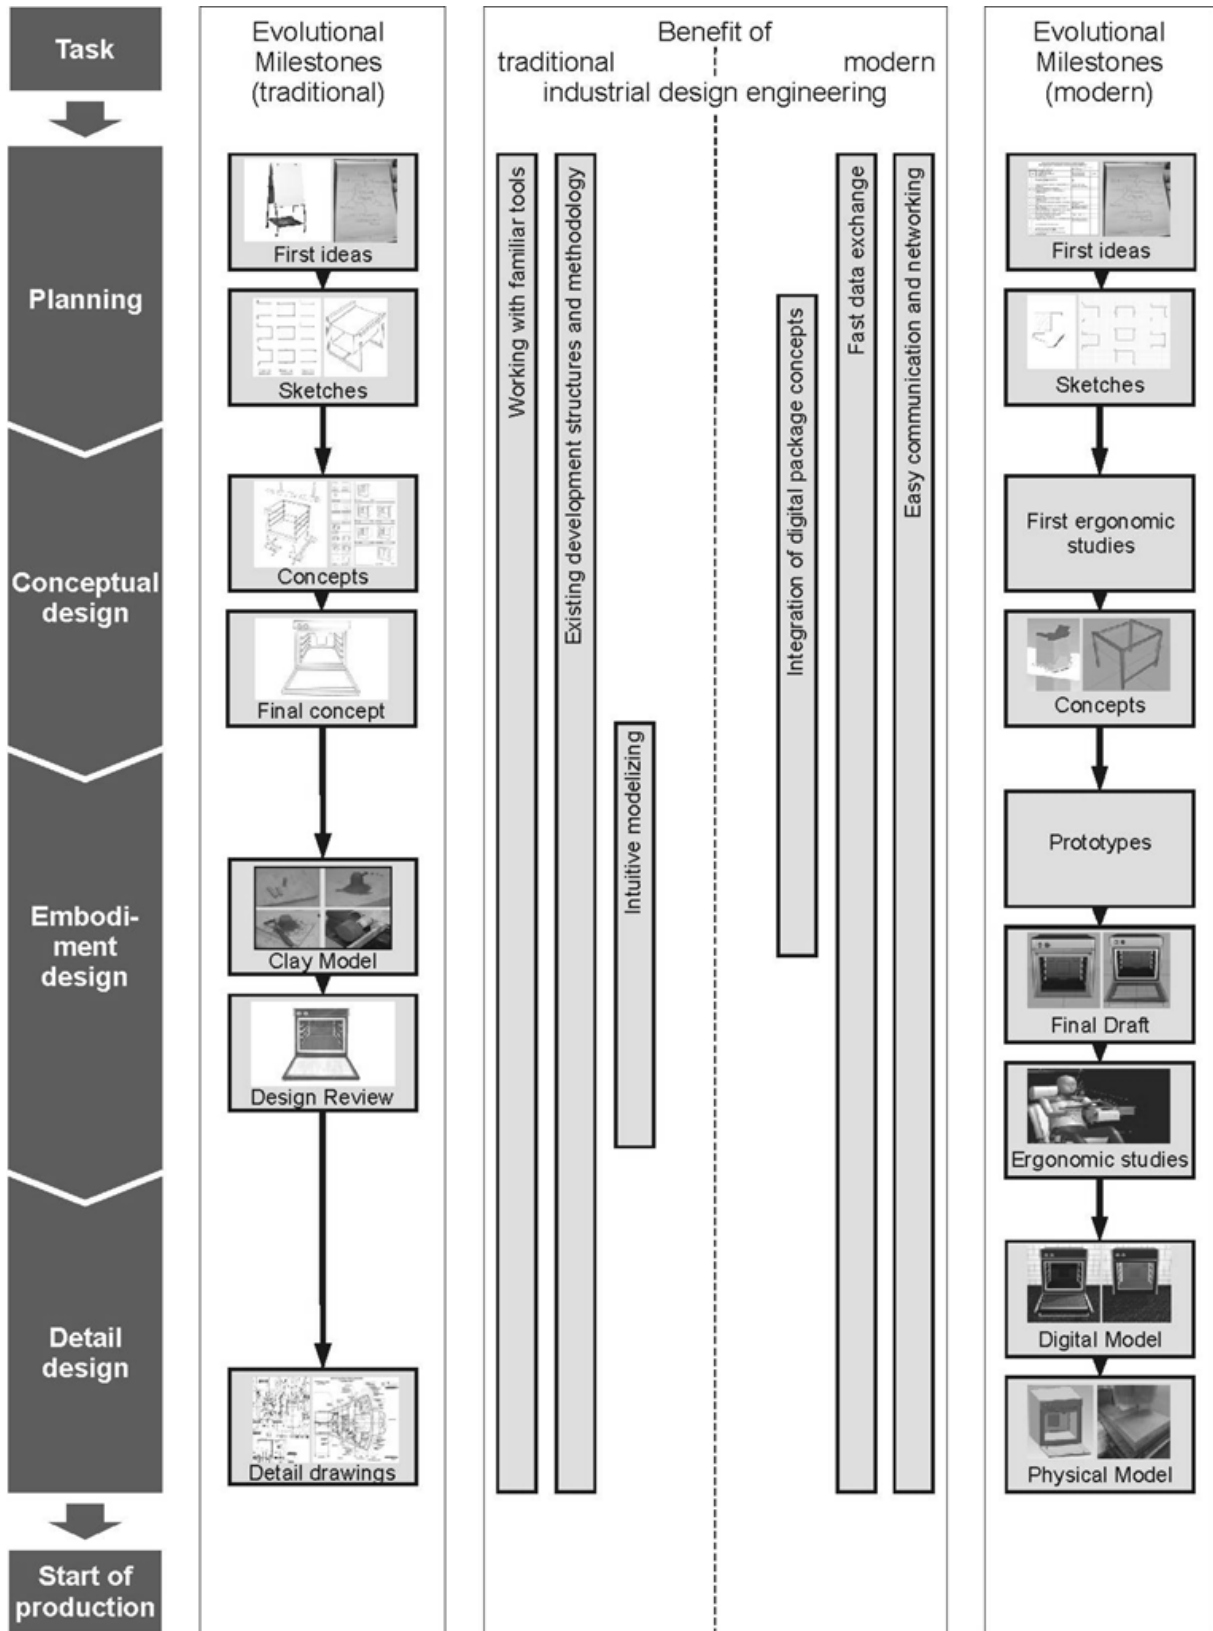 Task
Planning
Conceptual
design
Embodi-
ment
design
Detail
design
Start of
production
Evolutional
Milestones
(traditional)
First ideas
Sketches
Concepts
Final concept
Clay Model
Design Review
Detail drawings
Benefit of
traditional
modern
industrial design engineering
Working with familiar tools
Existing development structures and methodology
Intuitive modelizing
Integration of digital package concepts
Fast data exchange
Easy communication and networking
Evolutional
Milestones
(modern)
First ideas
Sketches
First ergonomic
studies
Concepts
Prototypes
Final Draft
Ergonomic studies
Digital Model
Physical Model